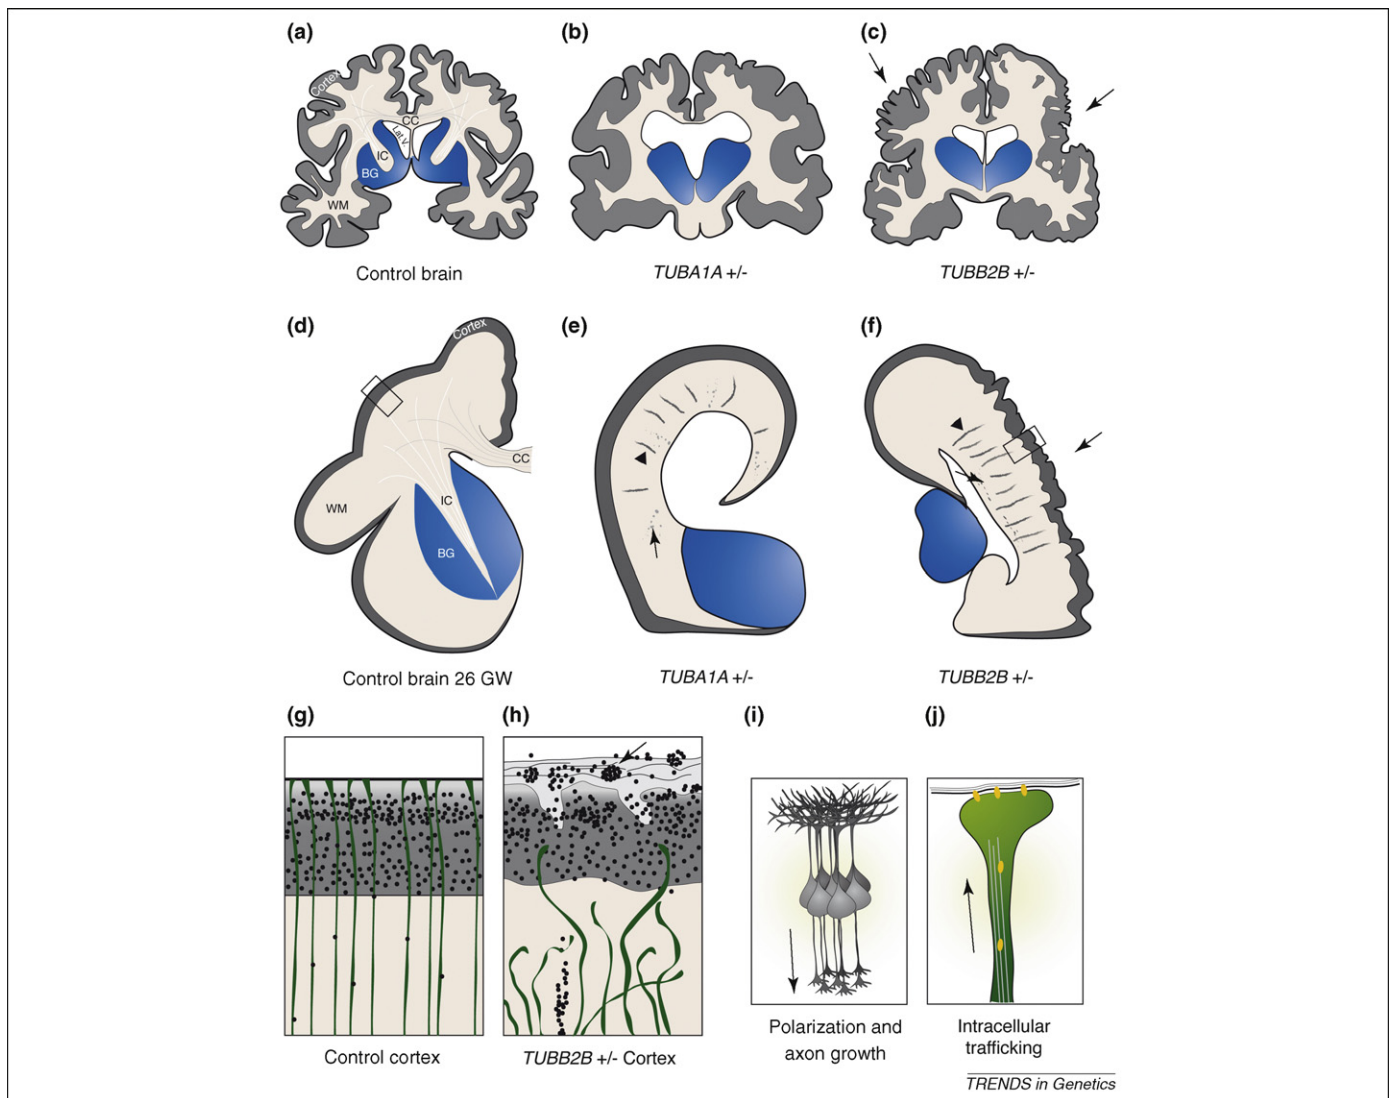 (a)
(b)
(c)
Cortex
CC
Lat.V.
IC
BG
WM
Control brain
TUBA1A +/-
TUBB2B +/-
(d)
(e)
(f)
Cortex
CC
WM
IC
BG
Control brain 26 GW
TUBA1A +/-
TUBB2B +/-
(g)
(h)
(i)
(j)
Control cortex
TUBB2B +/- Cortex
Polarization and
axon growth
Intracellular
trafficking
TRENDS in Genetics